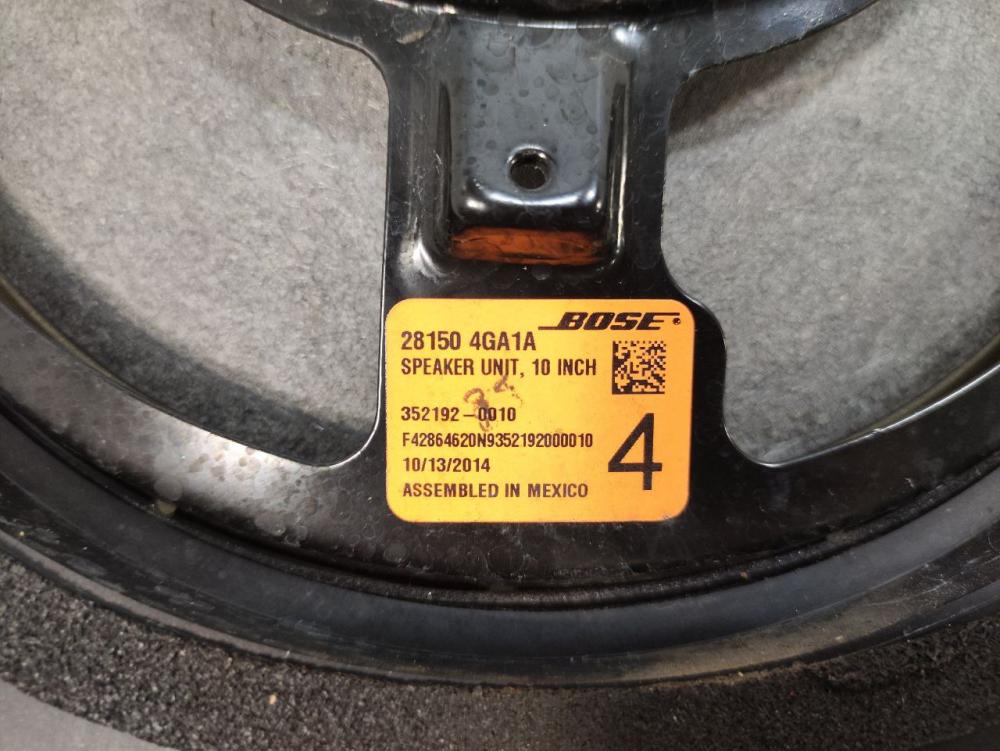 BOSE®
28150 4GA1A
SPEAKER UNIT, 10 INCH
352192-0010
F42864620N9352192000010
10/13/2014
ASSEMBLED IN MEXICO
4